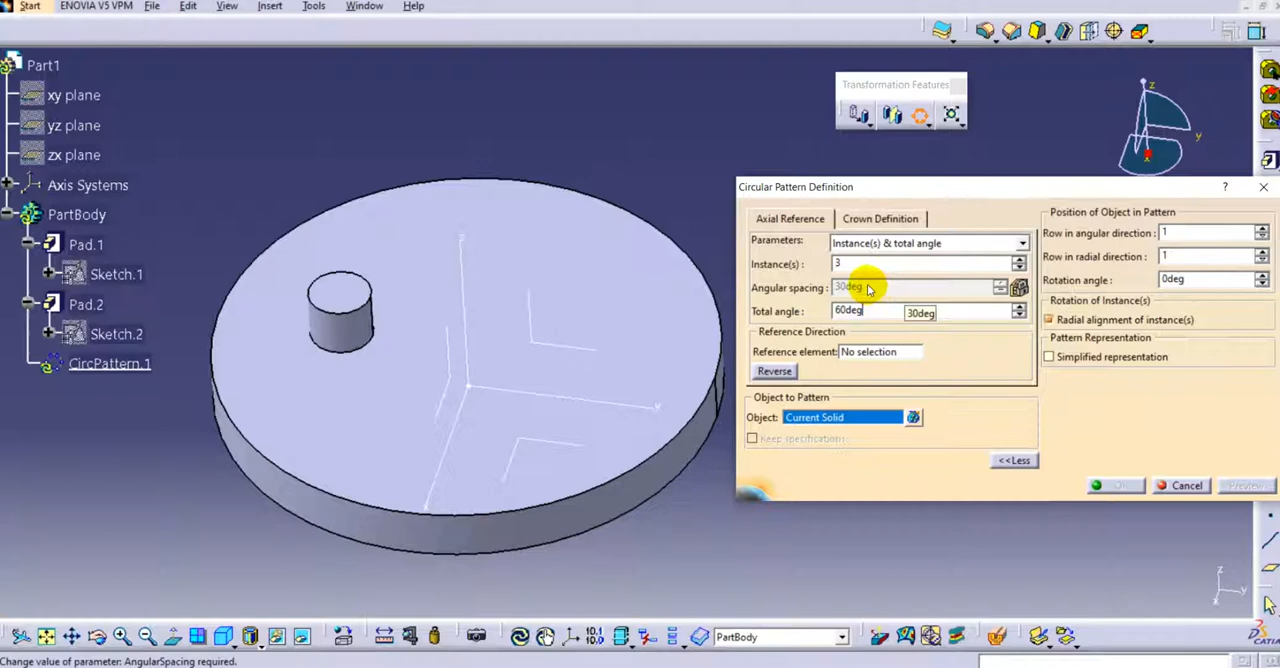 Start ENOVIA V5 VPM File Edit View Insert Tools Window Help
Part1
xy plane
yz plane
zx plane
Axis Systems
PartBody
Pad.1
Sketch.1
Pad.2
Sketch.2
CircPattern.1
z
y
y
Transformation Features
Circular Pattern Definition ?
Axial Reference Crown Definition
Parameters: Instance(s) & total angle
Instance(s) : 3
Angular spacing : 30deg
Total angle : 60deg 30deg
Reference Direction
Reference element: No selection
Reverse
Object to Pattern
Object: Current Solid
Keep specifications
<<Less
Position of Object in Pattern
Row in angular direction : 1
Row in radial direction : 1
Rotation angle : 0deg
Rotation of Instance(s)
Radial alignment of instance(s)
Pattern Representation
Simplified representation
Cancel Preview
z
y
x
10.1
PartBody
Change value of parameter: AngularSpacing required.